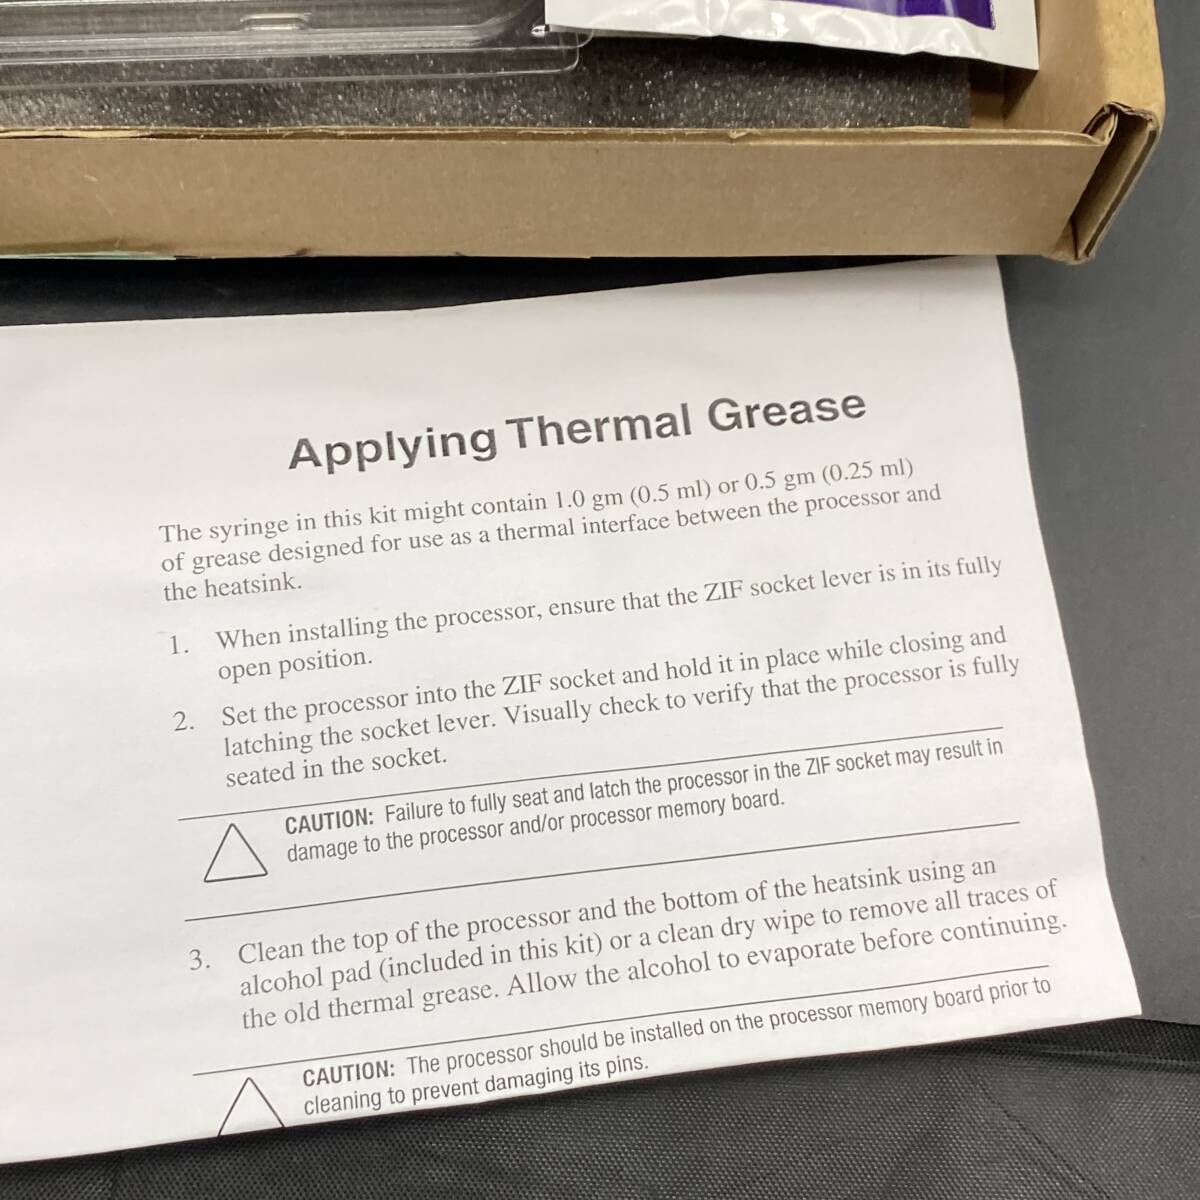 Applying Thermal Grease
The syringe in this kit might contain 1.0 gm (0.5 ml) or 0.5 gm (0.25 ml)
of grease designed for use as a thermal interface between the processor and
the heatsink.
1. When installing the processor, ensure that the ZIF socket lever is in its fully
open position.
2. Set the processor into the ZIF socket and hold it in place while closing and
latching the socket lever. Visually check to verify that the processor is fully
seated in the socket.
CAUTION: Failure to fully seat and latch the processor in the ZIF socket may result in
damage to the processor and/or processor memory board.
3. Clean the top of the processor and the bottom of the heatsink using an
alcohol pad (included in this kit) or a clean dry wipe to remove all traces of
the old thermal grease. Allow the alcohol to evaporate before continuing.
CAUTION: The processor should be installed on the processor memory board prior to
cleaning to prevent damaging its pins.